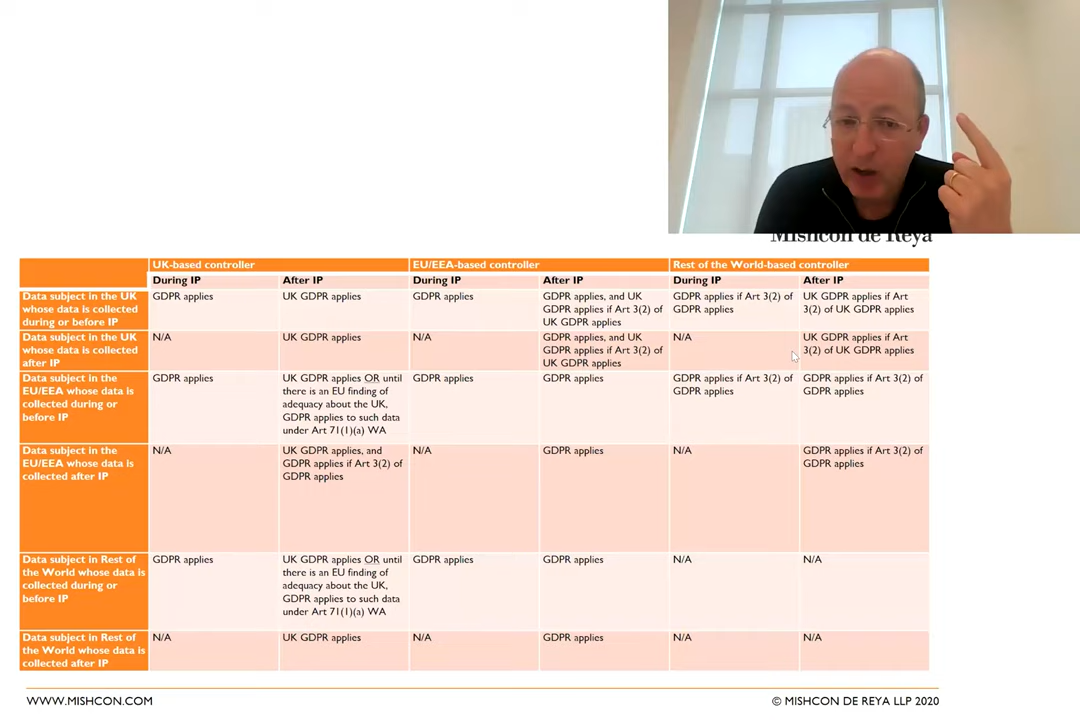 Mishcon de Reya
UK-based controller EU/EEA-based controller Rest of the World-based controller
During IP After IP During IP After IP During IP After IP
Data subject in the UK whose data is collected during or before IP
GDPR applies
UK GDPR applies
GDPR applies
GDPR applies, and UK GDPR applies if Art 3(2) of UK GDPR applies
GDPR applies if Art 3(2) of GDPR applies
UK GDPR applies if Art 3(2) of UK GDPR applies
Data subject in the UK whose data is collected after IP
N/A
UK GDPR applies
N/A
GDPR applies, and UK GDPR applies if Art 3(2) of UK GDPR applies
N/A
UK GDPR applies if Art 3(2) of UK GDPR applies
Data subject in the EU/EEA whose data is collected during or before IP
GDPR applies
UK GDPR applies OR until there is an EU finding of adequacy about the UK, GDPR applies to such data under Art 71(1)(a) WA
GDPR applies
GDPR applies
GDPR applies if Art 3(2) of GDPR applies
GDPR applies if Art 3(2) of GDPR applies
Data subject in the EU/EEA whose data is collected after IP
N/A
UK GDPR applies, and GDPR applies if Art 3(2) of GDPR applies
N/A
GDPR applies
N/A
GDPR applies if Art 3(2) of GDPR applies
Data subject in Rest of the World whose data is collected during or before IP
GDPR applies
UK GDPR applies OR until there is an EU finding of adequacy about the UK, GDPR applies to such data under Art 71(1)(a) WA
GDPR applies
GDPR applies
N/A
N/A
Data subject in Rest of the World whose data is collected after IP
N/A
UK GDPR applies
N/A
GDPR applies
N/A
N/A
WWW.MISHCON.COM
© MISHCON DE REYA LLP 2020